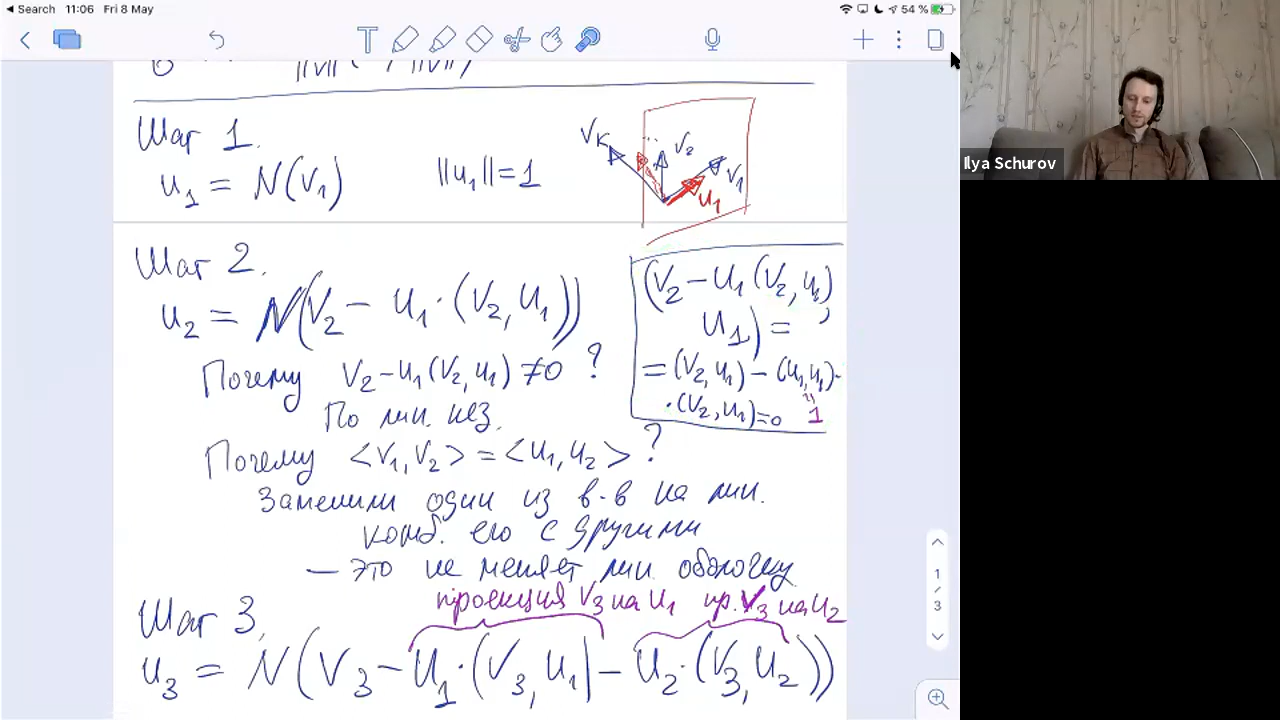 Search 11:06 Fri 8 May 54 %
Ilya Schurov
Шаг 1.
u₁ = N(V₁) ||u₁||=1
Vₖ ... V₂ V₁ u₁
Шаг 2.
u₂ = N(V₂ − u₁·(V₂, u₁))
(V₂ − u₁(V₂, u₁),
u₁) =
= (V₂, u₁) − (u₁, u₁)·
·(V₂, u₁) = 0 1
Почему V₂ − u₁(V₂, u₁) ≠ 0 ?
По лин. нез.
Почему <V₁, V₂> = <u₁, u₂> ?
Заменили один из в-в на лин.
комб. его с другими
— это не меняет лин. оболочку
проекция V₃ на u₁ пр. V₃ на u₂
Шаг 3.
u₃ = N(V₃ − u₁·(V₃, u₁) − u₂·(V₃, u₂))
1
/
3